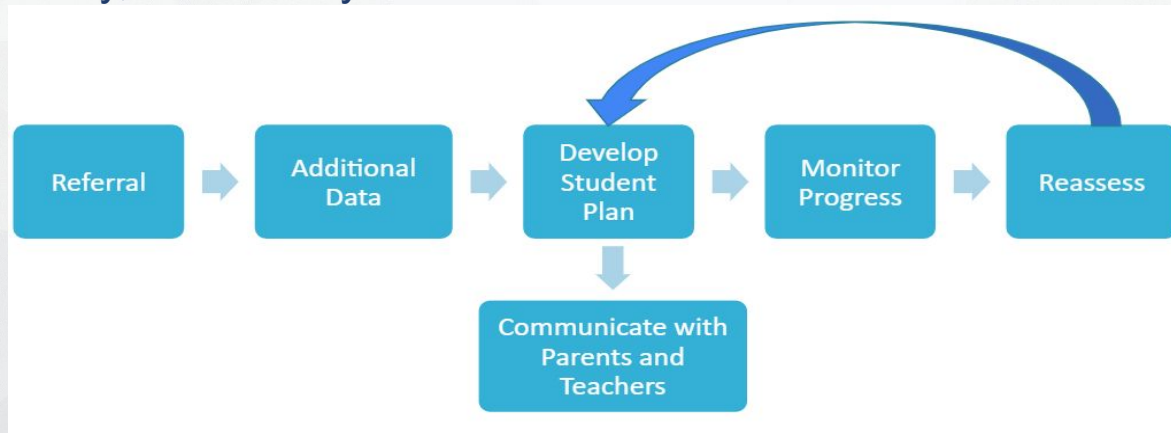 Referral
Additional
Data
Develop
Student
Plan
Monitor
Progress
Reassess
Communicate with
Parents and
Teachers